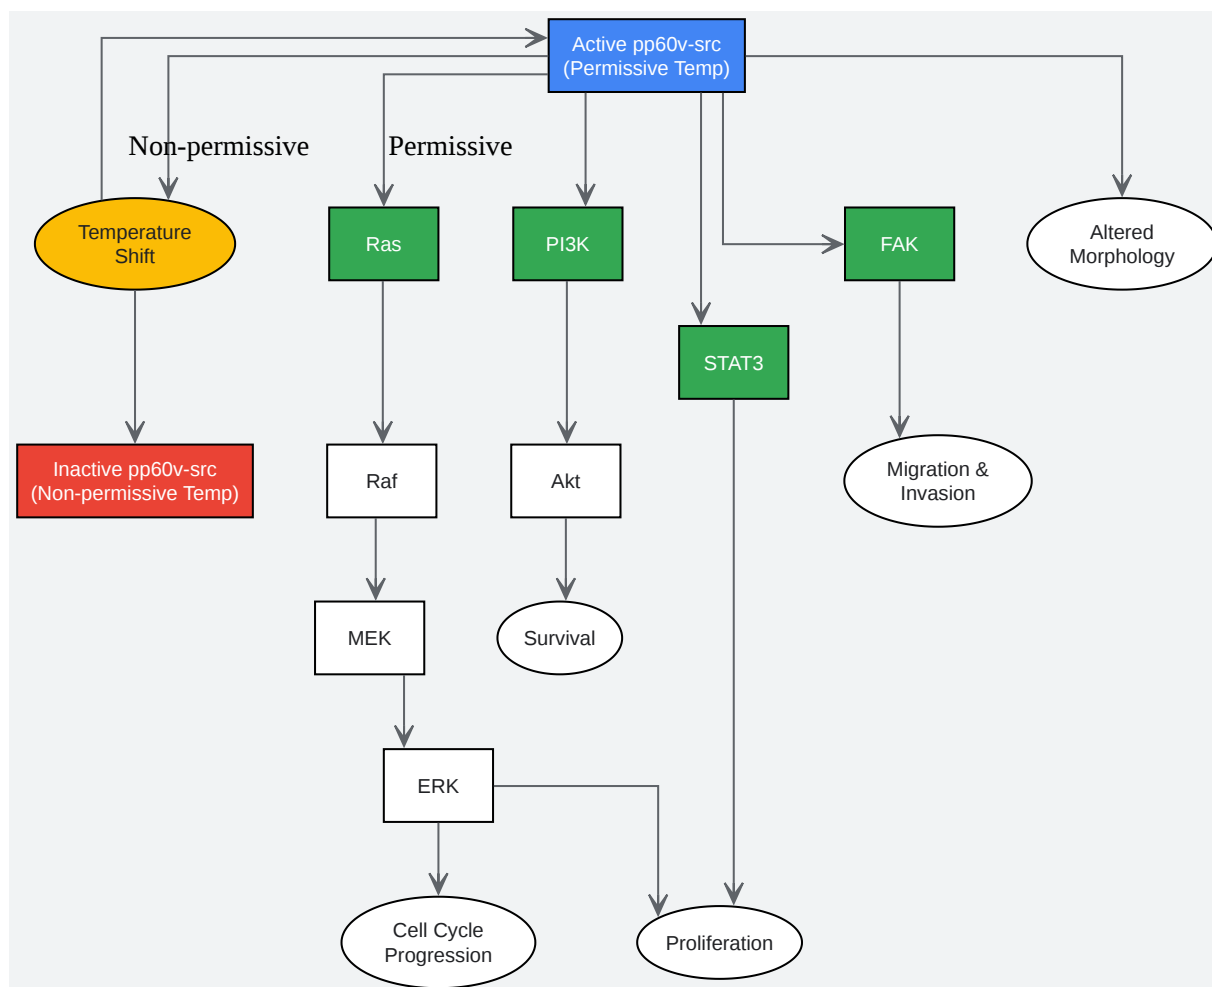 Active pp60v-src
(Permissive Temp)
Non-permissive
Permissive
Temperature
Shift
Ras
PI3K
FAK
Altered
Morphology
STAT3
Inactive pp60v-src
(Non-permissive Temp)
Raf
Akt
Migration &
Invasion
MEK
Survival
ERK
Cell Cycle
Progression
Proliferation